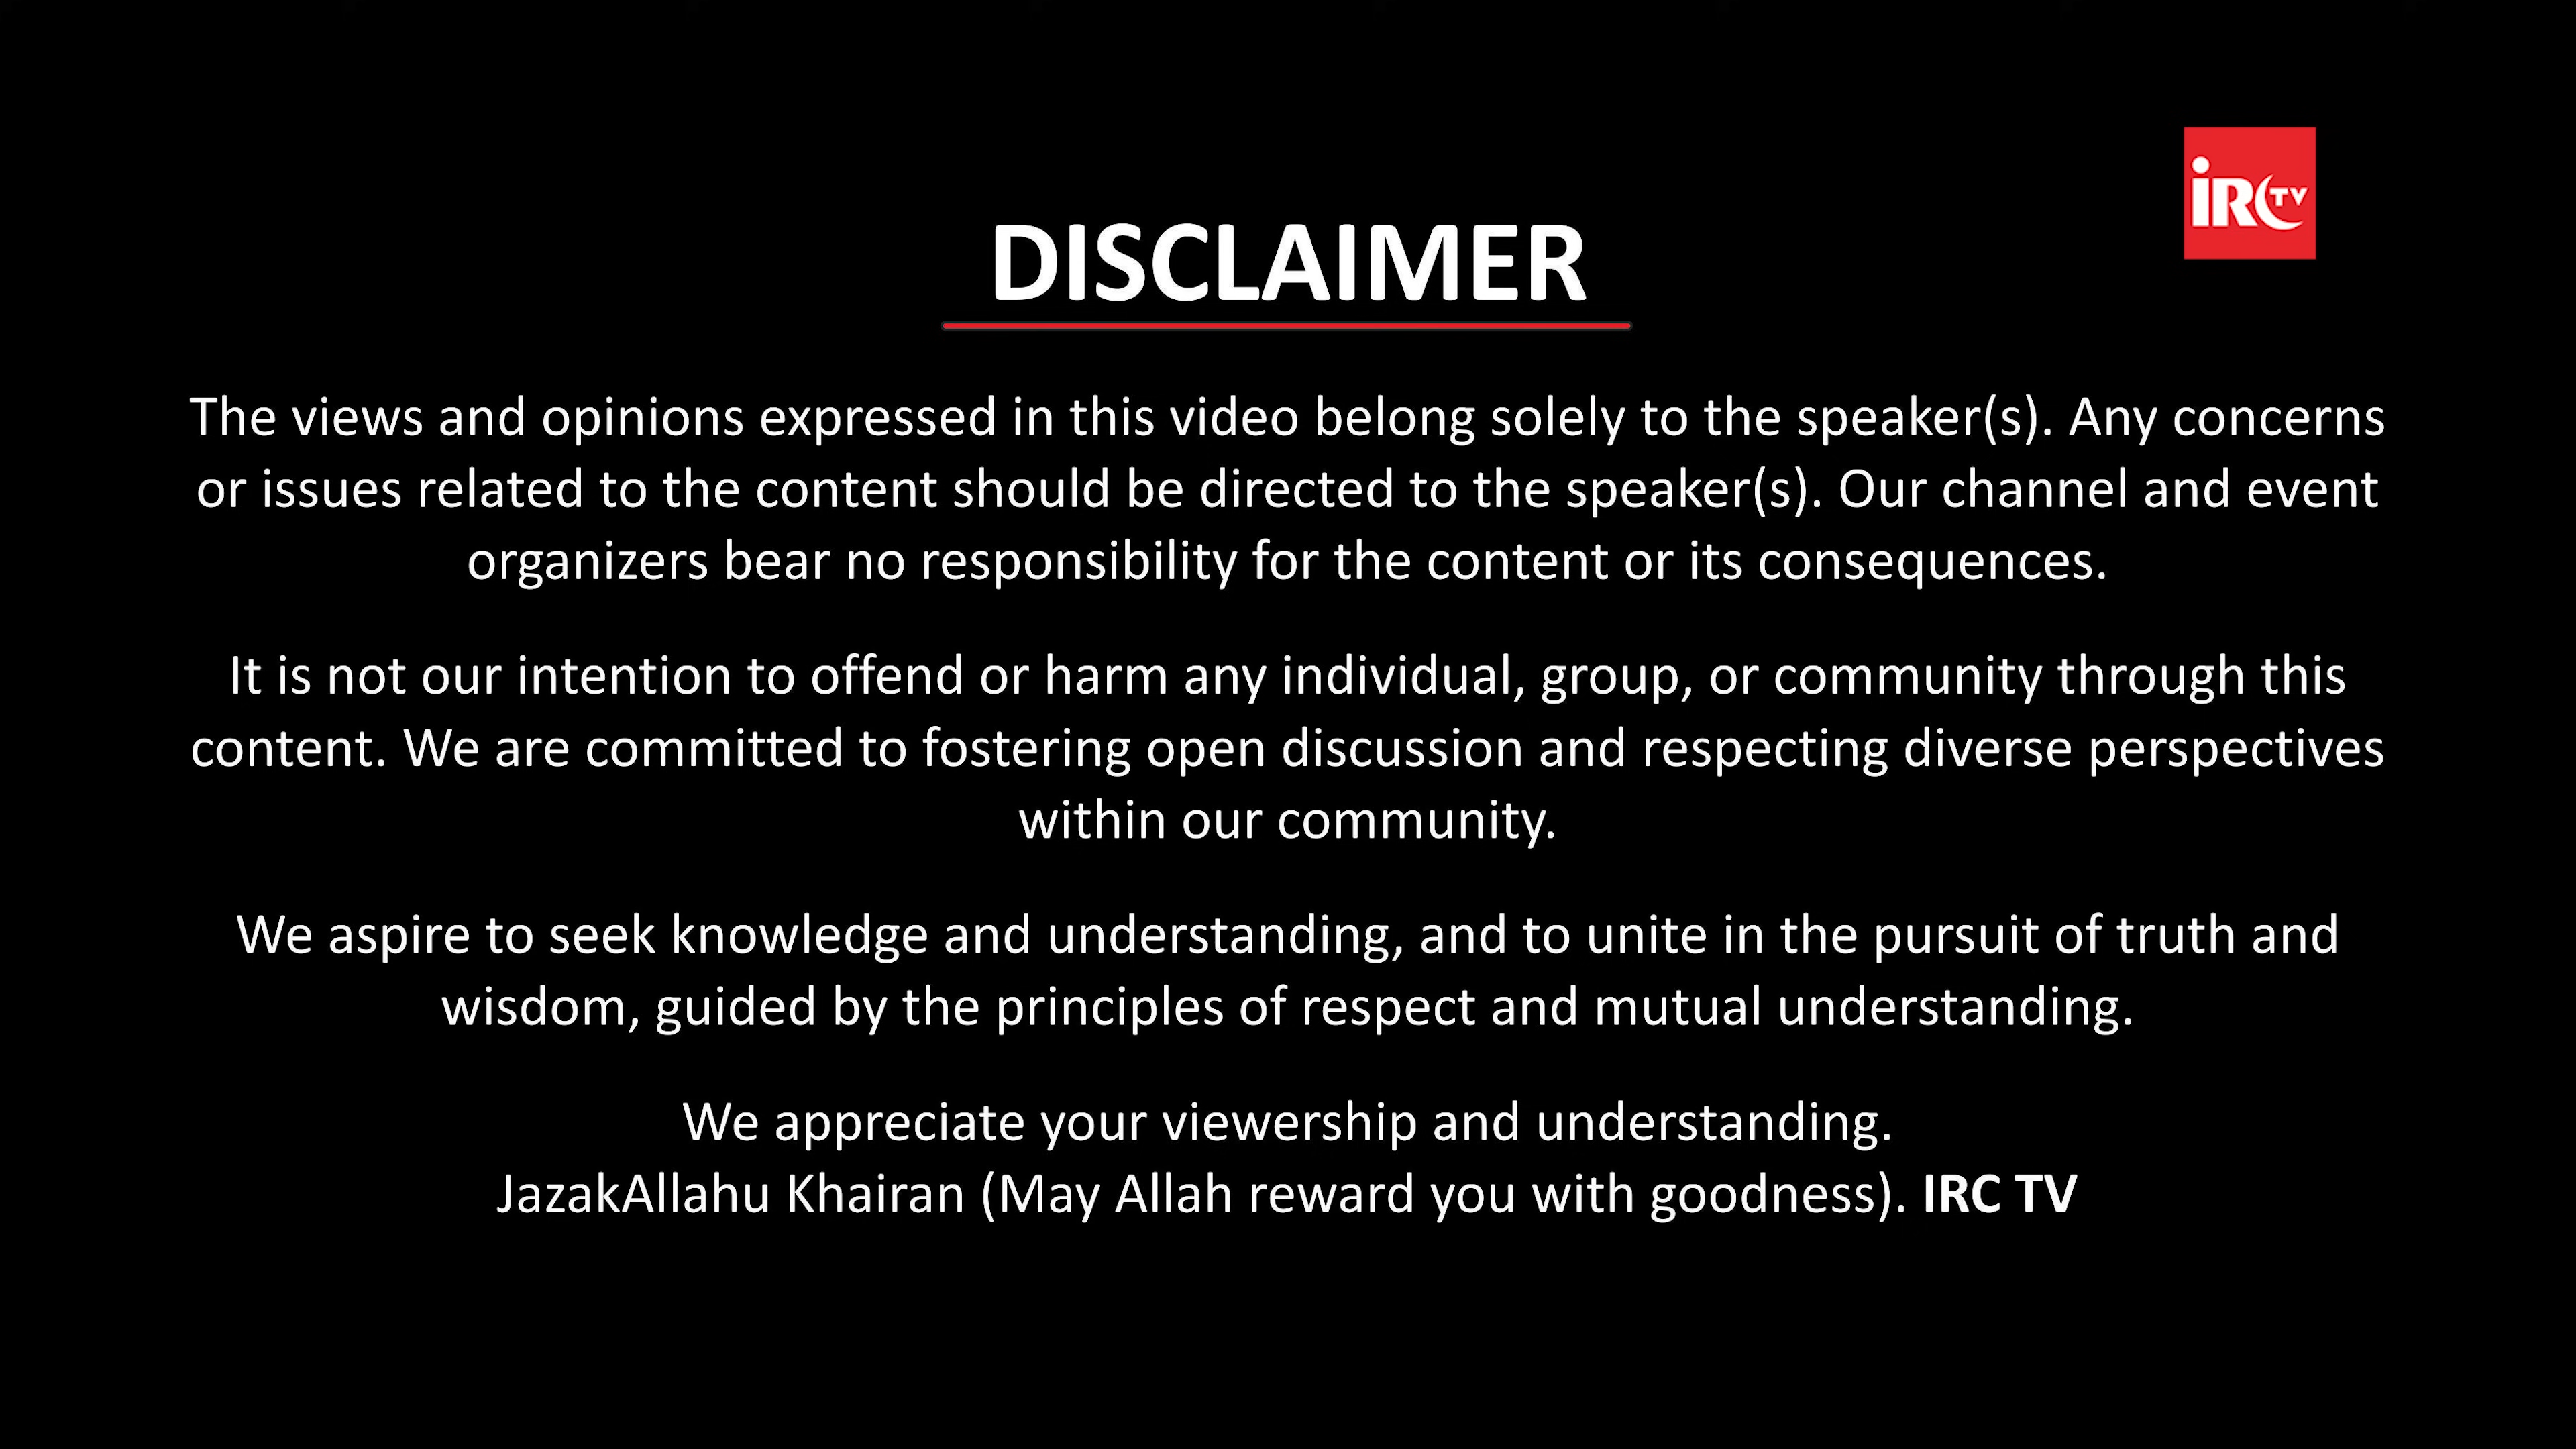 iRC TV
DISCLAIMER
The views and opinions expressed in this video belong solely to the speaker(s). Any concerns
or issues related to the content should be directed to the speaker(s). Our channel and event
organizers bear no responsibility for the content or its consequences.
It is not our intention to offend or harm any individual, group, or community through this
content. We are committed to fostering open discussion and respecting diverse perspectives
within our community.
We aspire to seek knowledge and understanding, and to unite in the pursuit of truth and
wisdom, guided by the principles of respect and mutual understanding.
We appreciate your viewership and understanding.
JazakAllahu Khairan (May Allah reward you with goodness). IRC TV